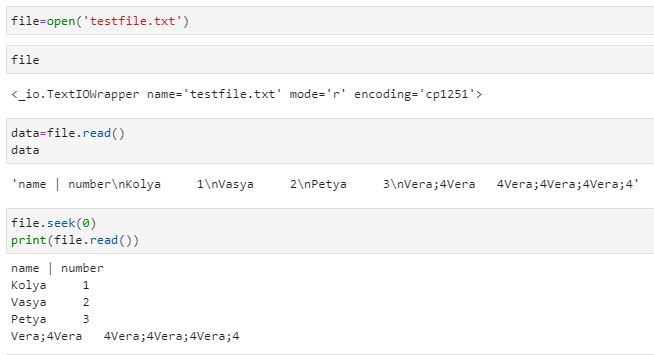 file=open('testfile.txt')
file
<_io.TextIOWrapper name='testfile.txt' mode='r' encoding='cp1251'>
data=file.read()
data
'name | number\nKolya     1\nVasya     2\nPetya     3\nVera;4Vera   4Vera;4Vera;4Vera;4'
file.seek(0)
print(file.read())
name | number
Kolya     1
Vasya     2
Petya     3
Vera;4Vera   4Vera;4Vera;4Vera;4